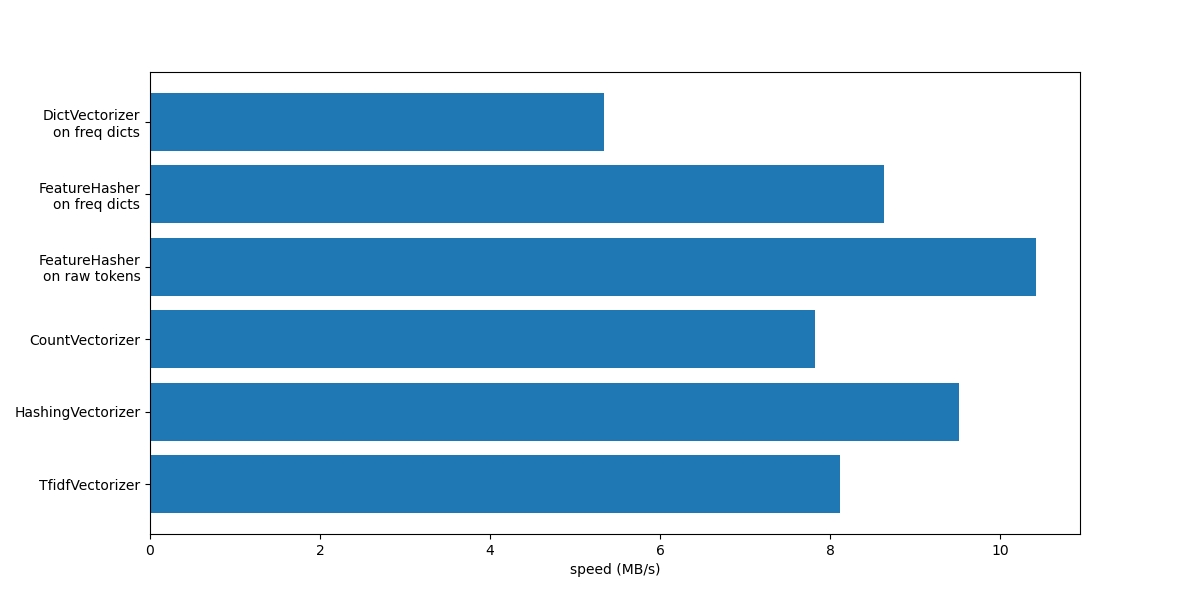 DictVectorizer
on freq dicts
FeatureHasher
on freq dicts
FeatureHasher
on raw tokens
CountVectorizer
HashingVectorizer
TfidfVectorizer
0 2 4 6 8 10
speed (MB/s)